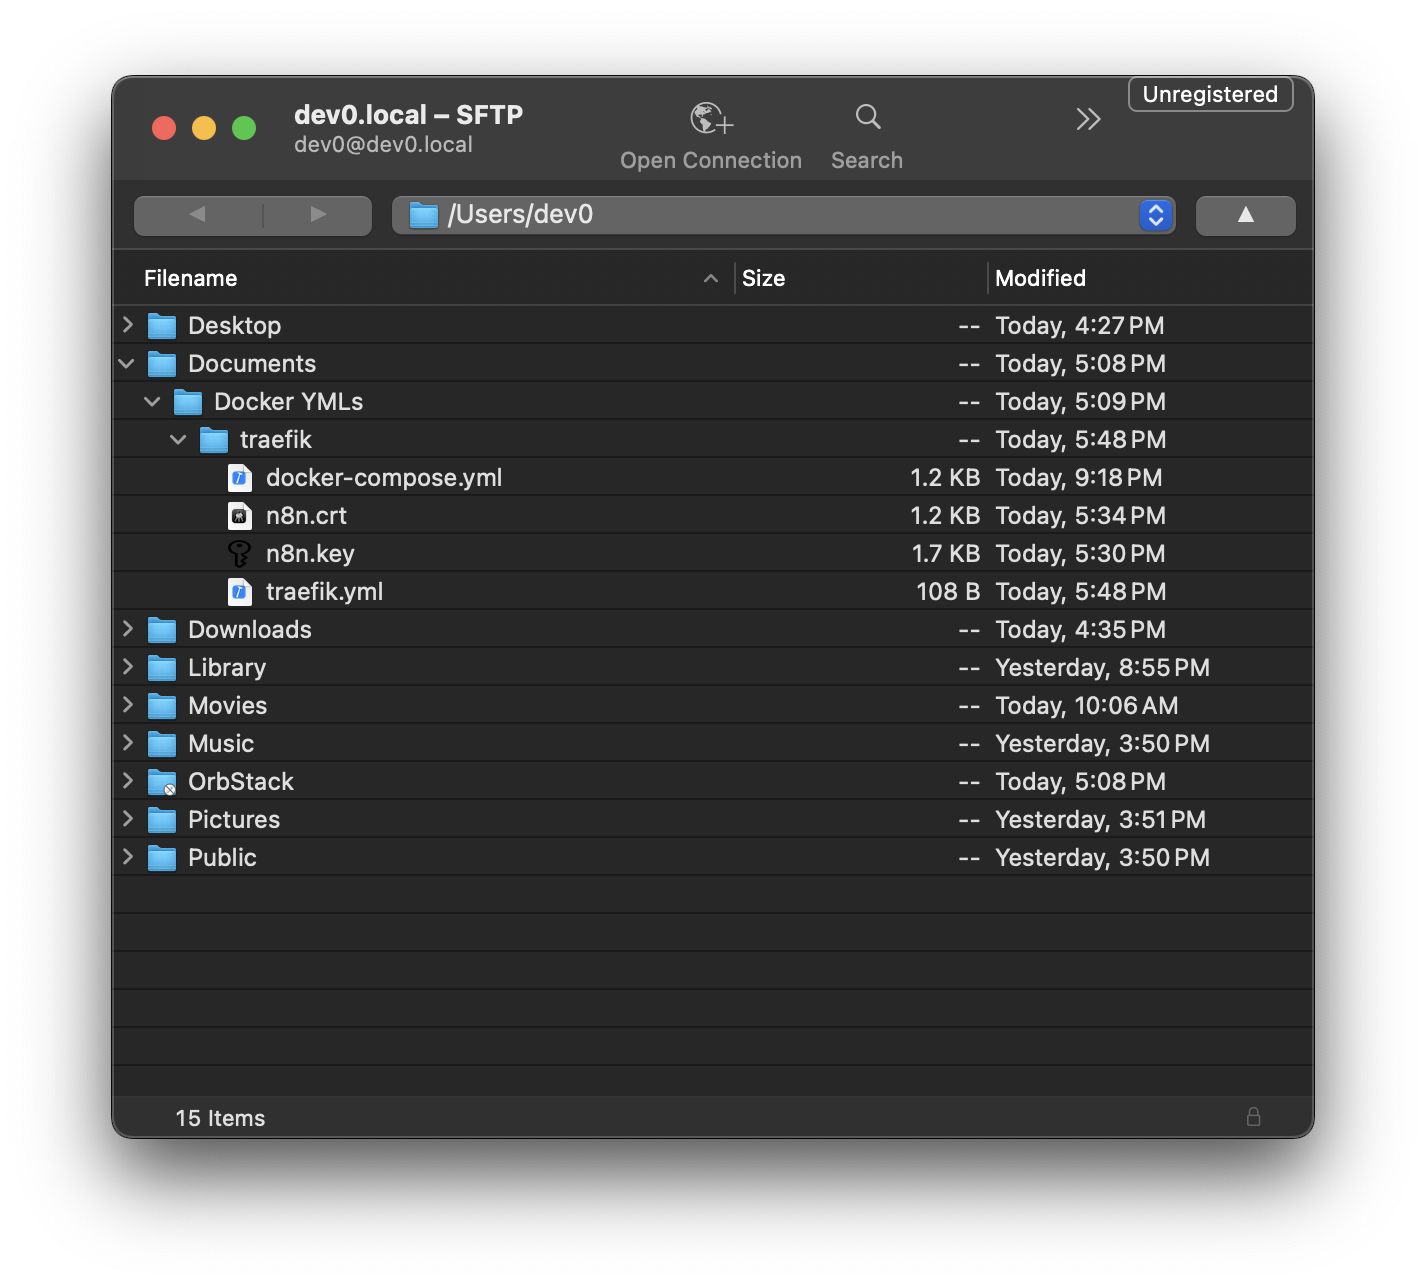 Unregistered
dev0.local – SFTP
dev0@dev0.local
Open Connection
Search
/Users/dev0
Filename Size Modified
Desktop -- Today, 4:27 PM
Documents -- Today, 5:08 PM
Docker YMLs -- Today, 5:09 PM
traefik -- Today, 5:48 PM
docker-compose.yml 1.2 KB Today, 9:18 PM
n8n.crt 1.2 KB Today, 5:34 PM
n8n.key 1.7 KB Today, 5:30 PM
traefik.yml 108 B Today, 5:48 PM
Downloads -- Today, 4:35 PM
Library -- Yesterday, 8:55 PM
Movies -- Today, 10:06 AM
Music -- Yesterday, 3:50 PM
OrbStack -- Today, 5:08 PM
Pictures -- Yesterday, 3:51 PM
Public -- Yesterday, 3:50 PM
15 Items